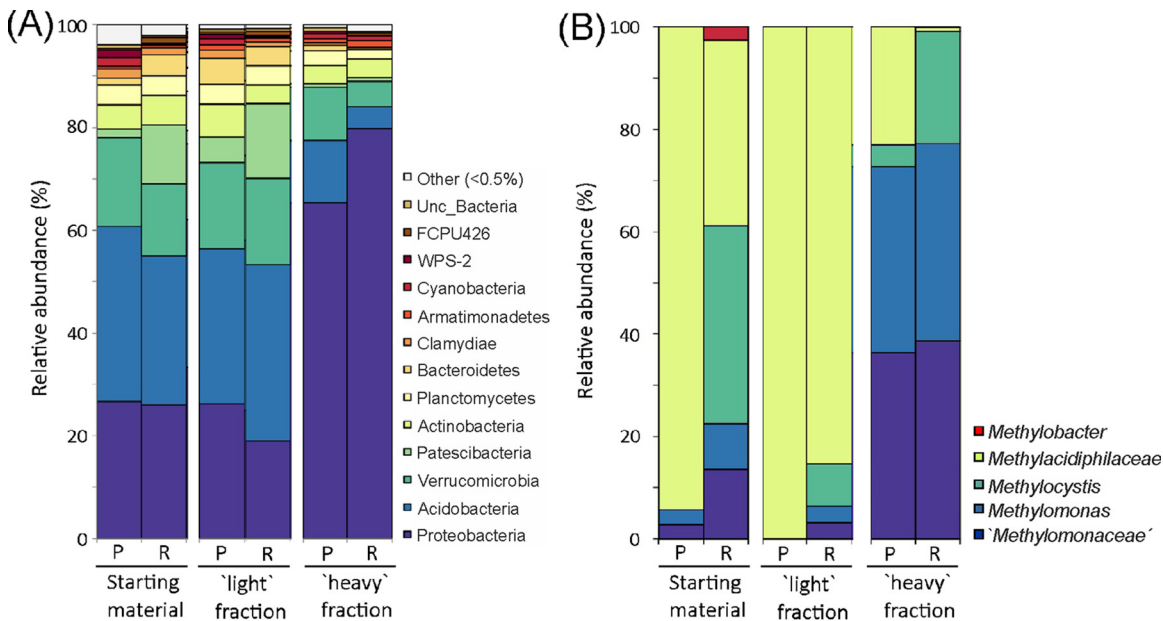 (A)
Relative abundance (%)
100
80
60
40
20
0
P R P R P R
Starting material
`light` fraction
`heavy` fraction
Other (<0.5%)
Unc_Bacteria
FCPU426
WPS-2
Cyanobacteria
Armatimonadetes
Clamydiae
Bacteroidetes
Planctomycetes
Actinobacteria
Patescibacteria
Verrucomicrobia
Acidobacteria
Proteobacteria
(B)
Relative abundance (%)
100
80
60
40
20
0
P R P R P R
Starting material
`light` fraction
`heavy` fraction
Methylobacter
Methylacidiphilaceae
Methylocystis
Methylomonas
`Methylomonaceae´